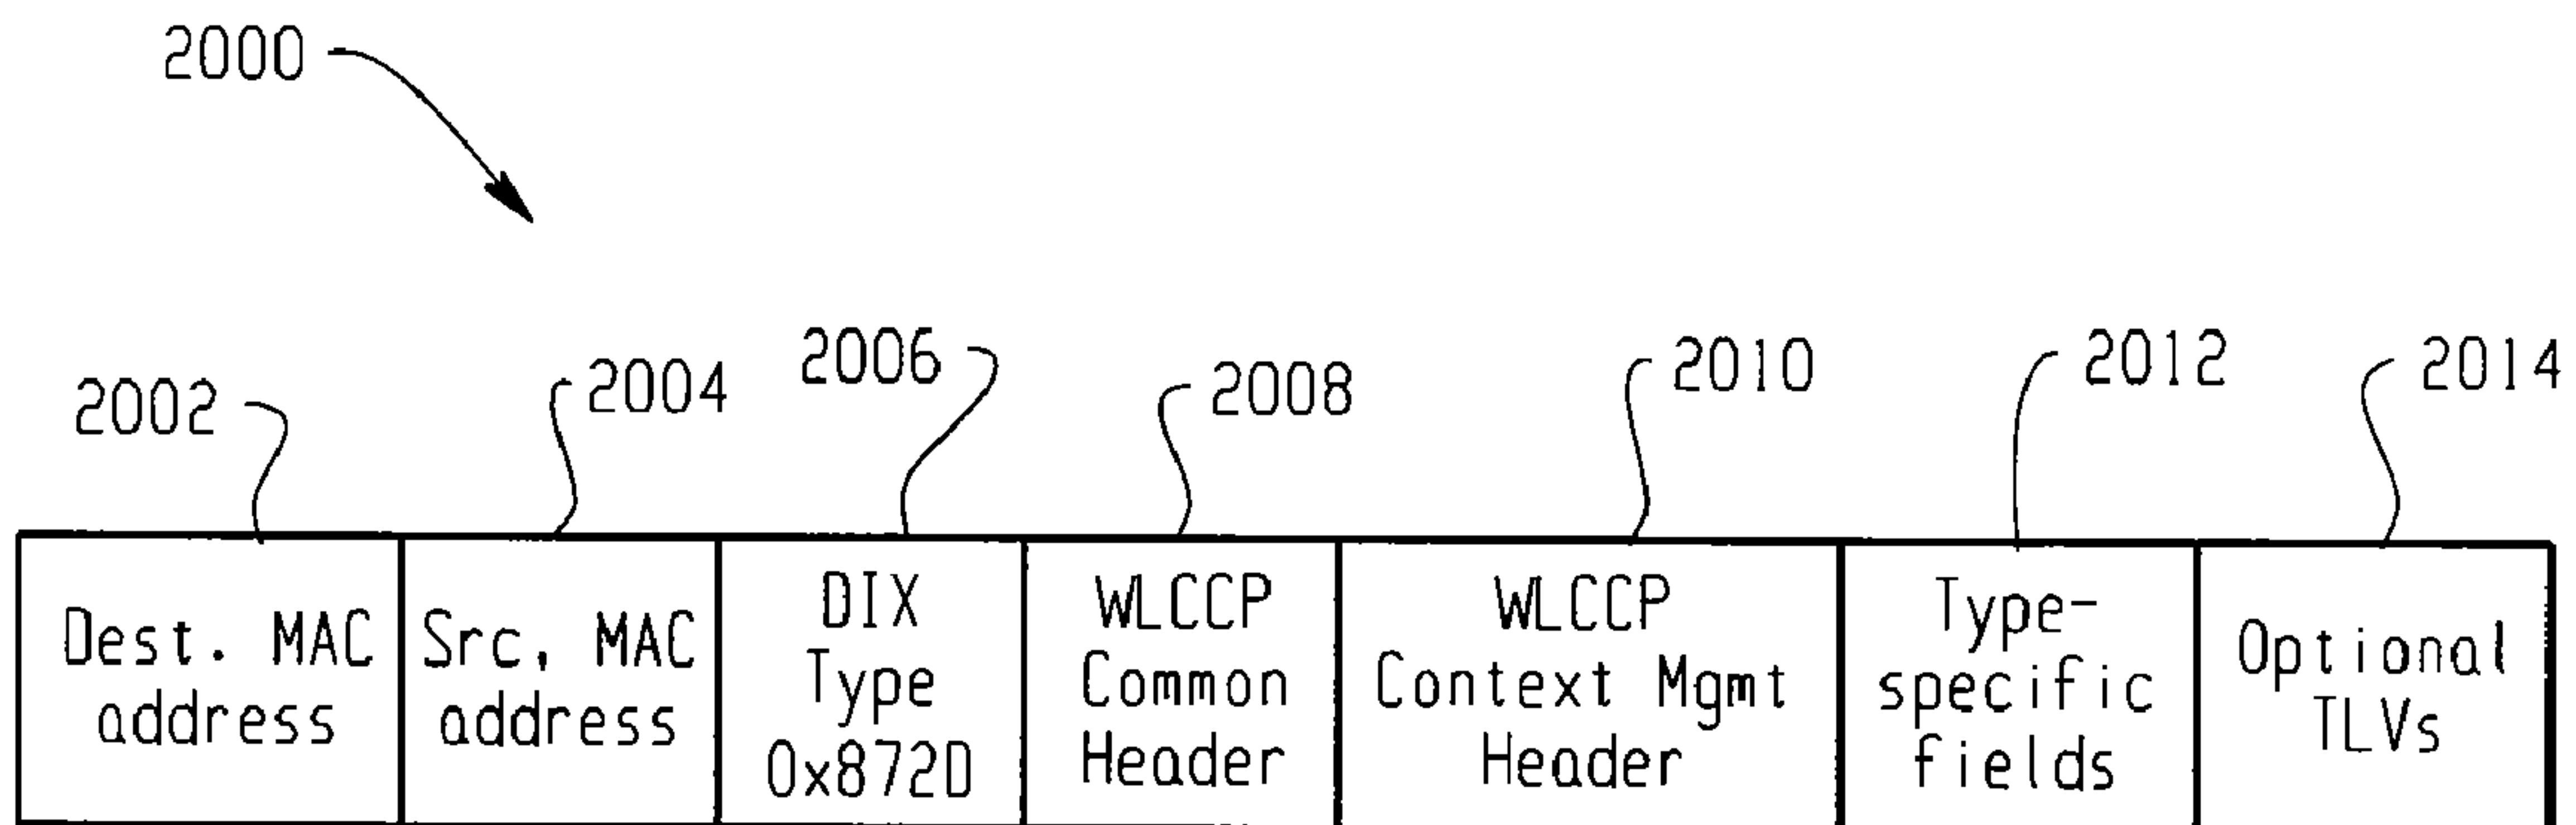 2000
2002
2004
2006
2008
2010
2012
2014
Dest. MAC
address
Src, MAC
address
DIX
Type
0x872D
WLCCP
Common
Header
WLCCP
Context Mgmt
Header
Type-
specific
fields
Optional
TLVs